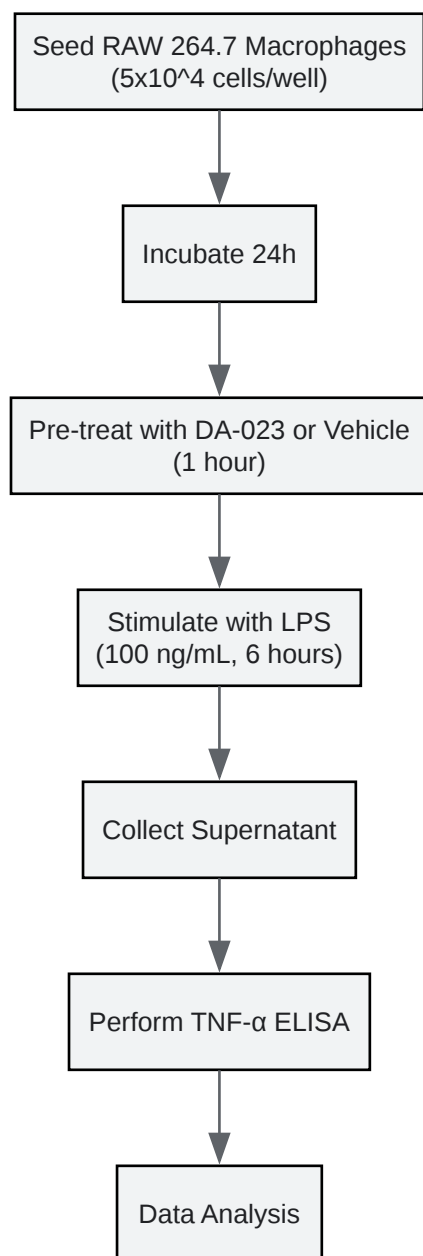 Seed RAW 264.7 Macrophages
(5x10^4 cells/well)
Incubate 24h
Pre-treat with DA-023 or Vehicle
(1 hour)
Stimulate with LPS
(100 ng/mL, 6 hours)
Collect Supernatant
Perform TNF-α ELISA
Data Analysis